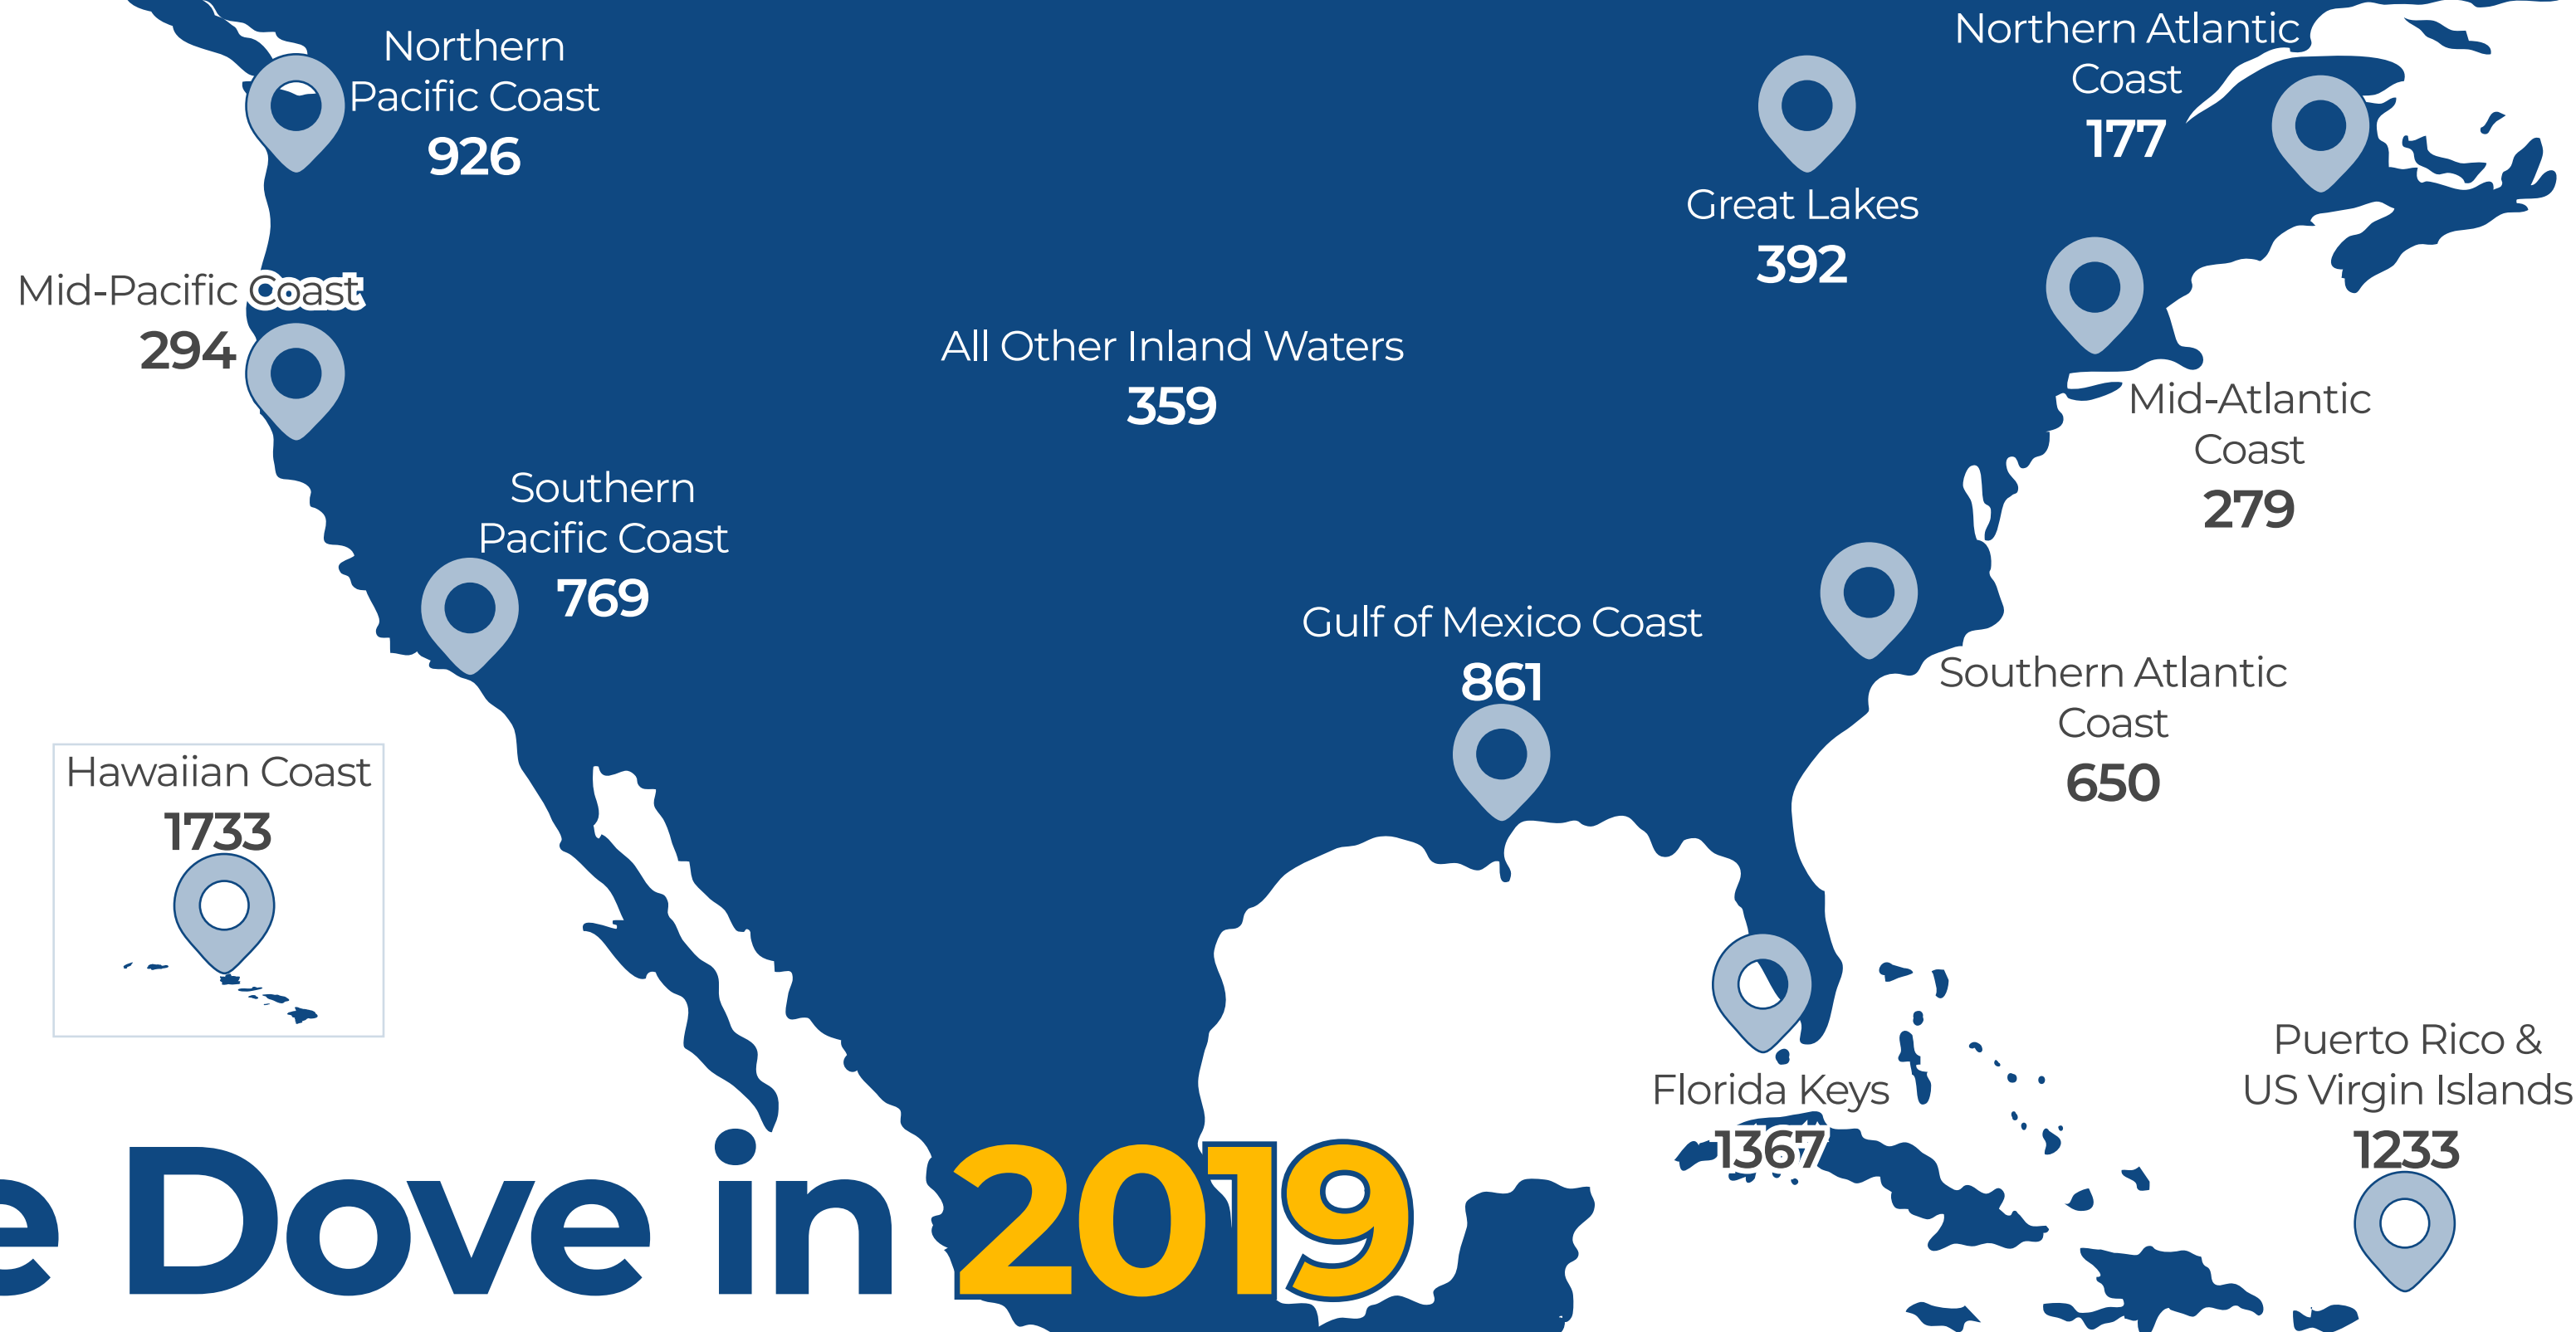 Northern
Pacific Coast
926
Northern Atlantic
Coast
177
Great Lakes
392
Mid-Pacific Coast
294
All Other Inland Waters
359
Mid-Atlantic
Coast
279
Southern
Pacific Coast
769
Gulf of Mexico Coast
861
Southern Atlantic
Coast
650
Hawaiian Coast
1733
Florida Keys
1367
Puerto Rico &
US Virgin Islands
1233
e Dove in 2019